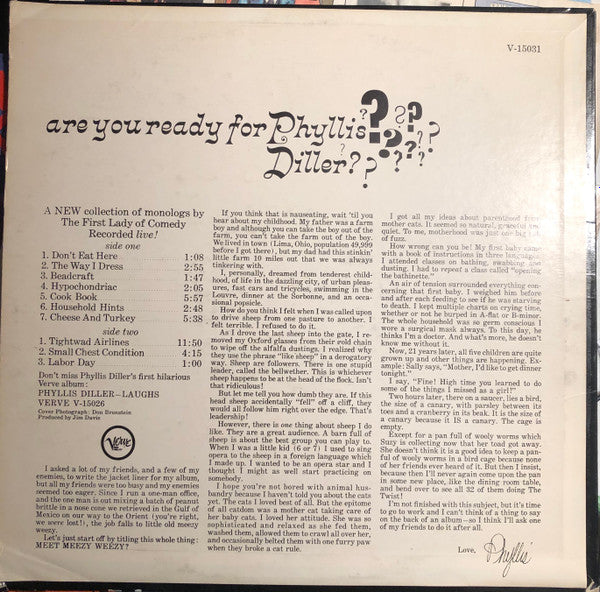 V-15031
are you ready for Phyllis
Diller??
A NEW collection of monologs by
The First Lady of Comedy
Recorded live!
side one
1. Don't Eat Here 1:08
2. The Way I Dress 2:55
3. Beadcraft 1:47
4. Hypochondriac 2:05
5. Cook Book 5:57
6. Household Hints 2:48
7. Cheese And Turkey 5:38
side two
1. Tightwad Airlines 11:50
2. Small Chest Condition 4:15
3. Labor Day 1:00
Don't miss Phyllis Diller's first hilarious
Verve album:
PHYLLIS DILLER—LAUGHS
VERVE V-15026
Cover Photograph: Don Bronstein
Produced by Jim Davis
Verve
I asked a lot of my friends, and a few of my
enemies, to write the jacket liner for my album,
but all my friends were too busy and my enemies
seemed too eager. Since I run a one-man office,
and the one man is out mixing a batch of peanut
brittle in a nose cone we retrieved in the Gulf of
Mexico on our way to the Orient (you're right,
we were lost!), the job falls to little old meezy
weezy.
Let's just start off by titling this whole thing:
MEET MEEZY WEEZY?
If you think that is nauseating, wait 'til you
hear about my childhood. My father was a farm
boy and although you can take the boy out of the
farm, you can't take the farm out of the boy.
We lived in town (Lima, Ohio, population 49,999
before I got there), but my dad had this stinkin'
little farm 10 miles out that we was always
tinkering with.
I, personally, dreamed from tenderest child-
hood, of life in the dazzling city, of urban pleas-
ures, fast cars and tricycles, swimming in the
Louvre, dinner at the Sorbonne, and an occa-
sional popsicle.
How do you think I felt when I was called upon
to drive sheep from one pasture to another. I
felt terrible. I refused to do it.
As I drove the last sheep into the gate, I re-
moved my Oxford glasses from their gold chain
to wipe off the alfalfa dustings. I realized why
they use the phrase "like sheep" in a derogatory
way. Sheep are followers. There is one stupid
leader, called the bellwether. This is whichever
sheep happens to be at the head of the flock. Isn't
that ridiculous!
But let me tell you how dumb they are. If this
head sheep accidentally "fell" off a cliff, they
would all follow him right over the edge. That's
leadership!
However, there is one thing about sheep I do
like. They are a great audience. A barn full of
sheep is about the best group you can play to.
When I was a little kid (6 or 7) I used to sing
opera to the sheep in a foreign language which
I made up. I wanted to be an opera star and I
thought I might as well start practicing on
somebody.
I hope you're not bored with animal hus-
bandry because I haven't told you about the cats
yet. The cats I loved best of all. But the epitome
of all catdom was a mother cat taking care of
her baby cats. I loved her attitude. She was so
sophisticated and relaxed as she fed them,
washed them, allowed them to crawl all over her,
and occasionally belted them with one furry paw
when they broke a cat rule.
I got all my ideas about parenthood from
mother cats. It seemed so natural, graceful and
quiet. To me, motherhood was just one big ball
of fuzz.
How wrong can you be! My first baby came
with a book of instructions in three languages.
I attended classes on bathing, swabbing and
dusting. I had to repeat a class called "opening
the bathinette."
An air of tension surrounded everything con-
cerning that first baby. I weighed him before
and after each feeding to see if he was starving
to death. I kept multiple charts on crying time,
whether or not he burped in A-flat or B-minor.
The whole household was so germ conscious I
wore a surgical mask always. To this day, he
thinks I'm a doctor. And what's more, he doesn't
know me without it.
Now, 21 years later, all five children are quite
grown up and other things are happening. Ex-
ample: Sally says, "Mother, I'd like to get dinner
tonight."
I say, "Fine! High time you learned to do
some of the things I missed as a girl!"
Two hours later, there on a saucer, lies a bird,
the size of a canary, with parsley between its
toes and a cranberry in its beak. It is the size of
a canary because it IS a canary. The cage is
empty.
Except for a pan full of wooly worms which
Suzy is collecting now that her toad got away.
She doesn't think it is a good idea to keep a pan-
ful of wooly worms in a bird cage because none
of her friends ever heard of it. But then I insist,
because then I'll never again come upon the pan
in some new place, like the dining room table,
and bend over to see all 32 of them doing The
Twist!
I'm not finished with this subject, but it's time
to go to work and I can't think of a thing to say
on the back of an album—so I think I'll ask one
of my friends to do it after all.
Love, Phyllis